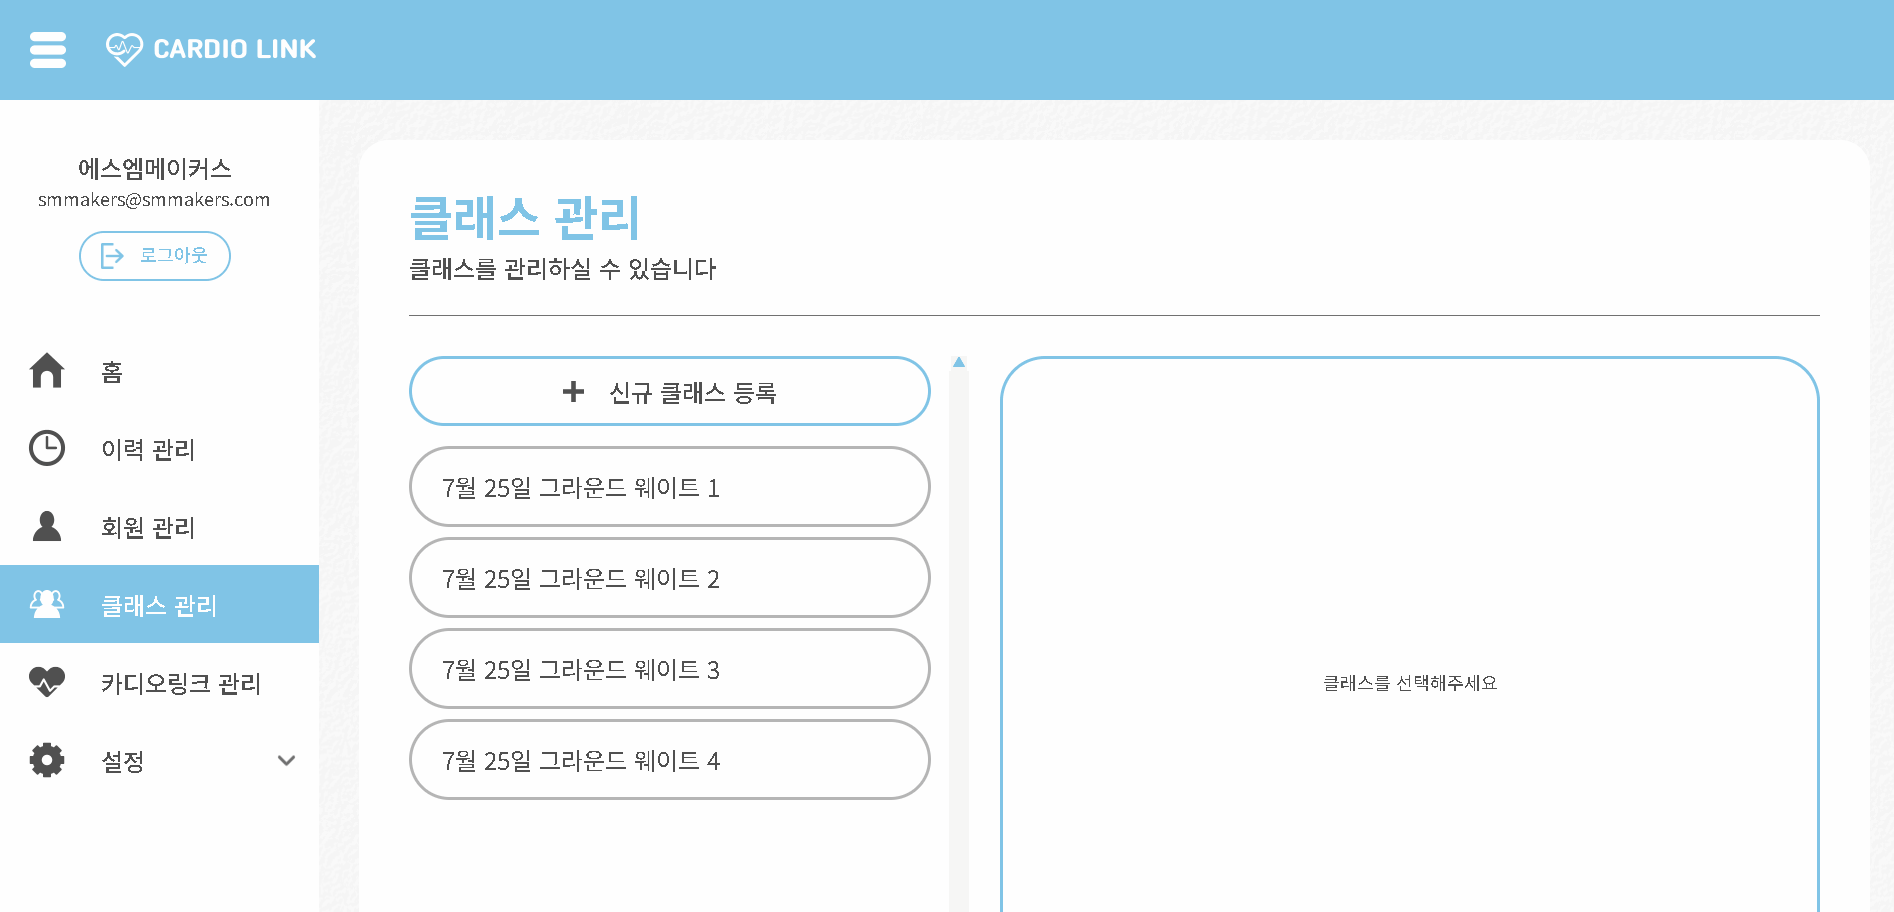 CARDIO LINK
에스엠메이커스
smmakers@smmakers.com
로그아웃
홈
이력 관리
회원 관리
클래스 관리
카디오링크 관리
설정
클래스 관리
클래스를 관리하실 수 있습니다
신규 클래스 등록
7월 25일 그라운드 웨이트 1
7월 25일 그라운드 웨이트 2
7월 25일 그라운드 웨이트 3
7월 25일 그라운드 웨이트 4
클래스를 선택해주세요